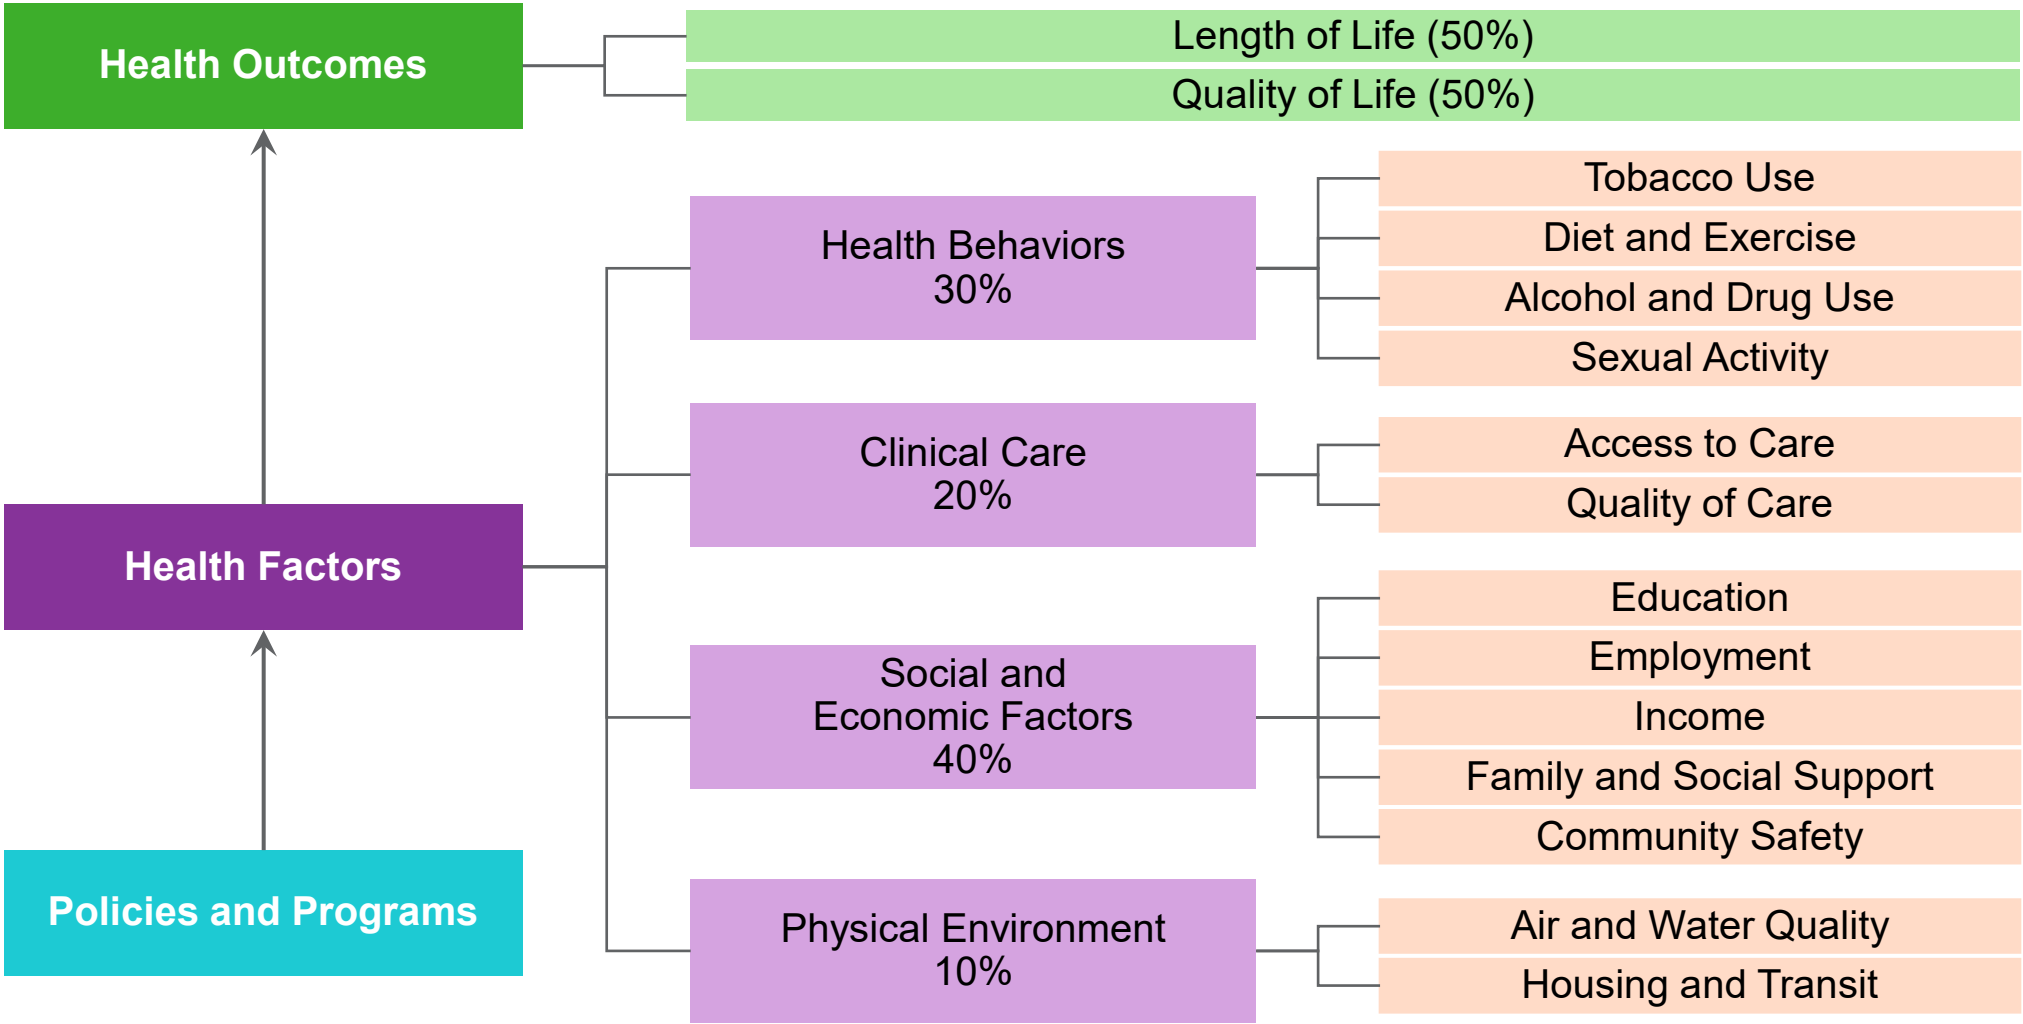 Health Outcomes
Length of Life (50%)
Quality of Life (50%)
Health Factors
Health Behaviors
30%
Tobacco Use
Diet and Exercise
Alcohol and Drug Use
Sexual Activity
Clinical Care
20%
Access to Care
Quality of Care
Social and
Economic Factors
40%
Education
Employment
Income
Family and Social Support
Community Safety
Physical Environment
10%
Air and Water Quality
Housing and Transit
Policies and Programs